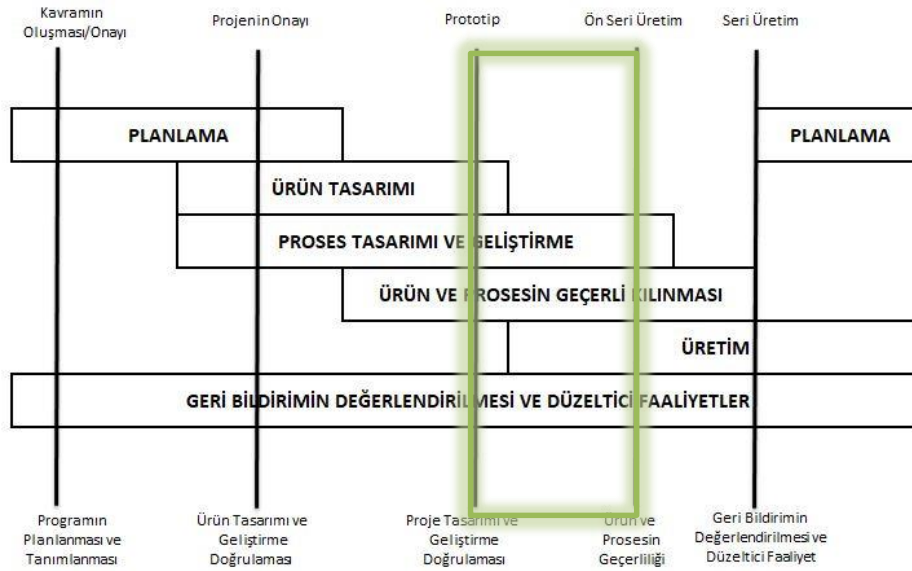 Kavramın
Oluşması/Onayı
Projenin Onayı
Prototip
Ön Seri Üretim
Seri Üretim
PLANLAMA
PLANLAMA
ÜRÜN TASARIMI
PROSES TASARIMI VE GELİŞTİRME
ÜRÜN VE PROSESİN GEÇERLİ KILINMASI
ÜRETİM
GERİ BİLDİRİMİN DEĞERLENDİRİLMESİ VE DÜZELTİCİ FAALİYETLER
Programın
Planlanması ve
Tanımlanması
Ürün Tasarımı ve
Geliştirme
Doğrulaması
Proje Tasarımı ve
Geliştirme
Doğrulaması
Ürün ve
Prosesin
Geçerliliği
Geri Bildirimin
Değerlendirilmesi ve
Düzeltici Faaliyet